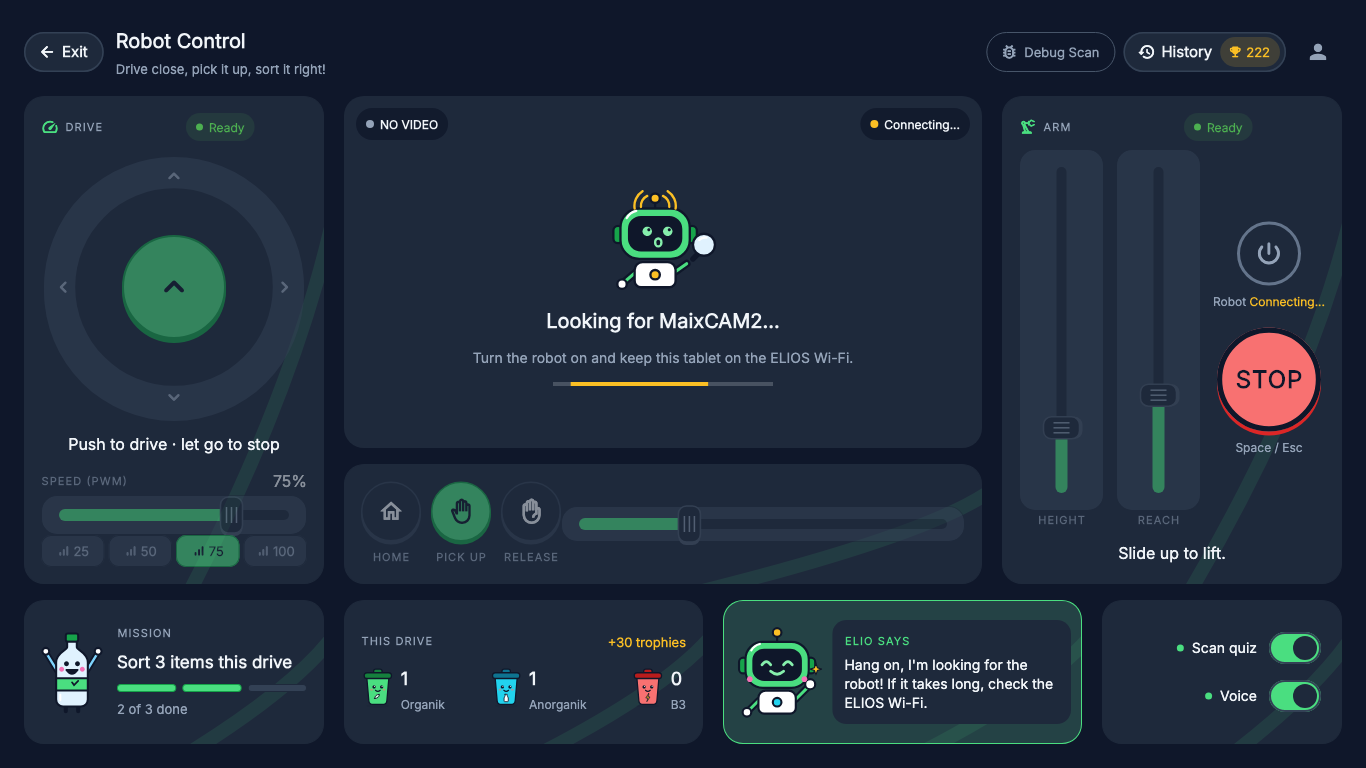 Exit
Robot Control
Drive close, pick it up, sort it right!
Debug Scan
History
222
DRIVE
Ready
Push to drive · let go to stop
SPEED (PWM)
75%
25
50
75
100
NO VIDEO
Connecting...
Looking for MaixCAM2...
Turn the robot on and keep this tablet on the ELIOS Wi-Fi.
HOME
PICK UP
RELEASE
ARM
Ready
Robot Connecting...
STOP
Space / Esc
HEIGHT
REACH
Slide up to lift.
MISSION
Sort 3 items this drive
2 of 3 done
THIS DRIVE
+30 trophies
1
Organik
1
Anorganik
0
B3
ELIO SAYS
Hang on, I'm looking for the
robot! If it takes long, check the
ELIOS Wi-Fi.
Scan quiz
Voice